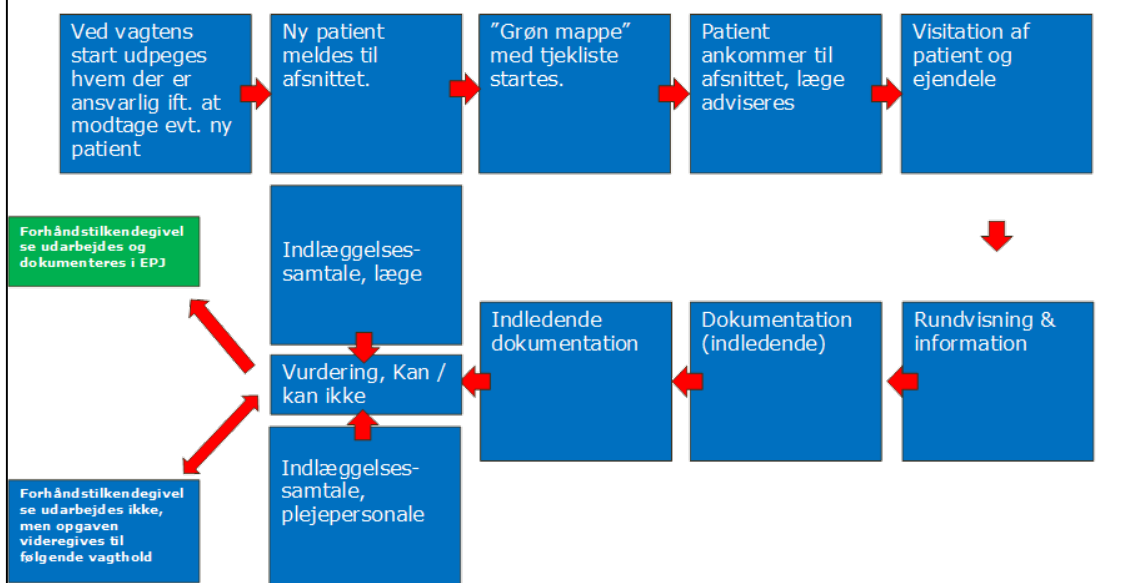 Ved vagtens
start udpeges
hvem der er
ansvarlig ift. at
modtage evt. ny
patient
Ny patient
meldes til
afsnittet.
”Grøn mappe”
med tjekliste
startes.
Patient
ankommer til
afsnittet, læge
adviseres
Visitation af
patient og
ejendele
Rundvisning &
information
Dokumentation
(indledende)
Indledende
dokumentation
Indlæggelses-
samtale, læge
Vurdering, Kan /
kan ikke
Indlæggelses-
samtale,
plejepersonale
Forhåndstilkendegivel
se udarbejdes og
dokumenteres i EPJ
Forhåndstilkendegivel
se udarbejdes ikke,
men opgaven
videregives til
følgende vagthold